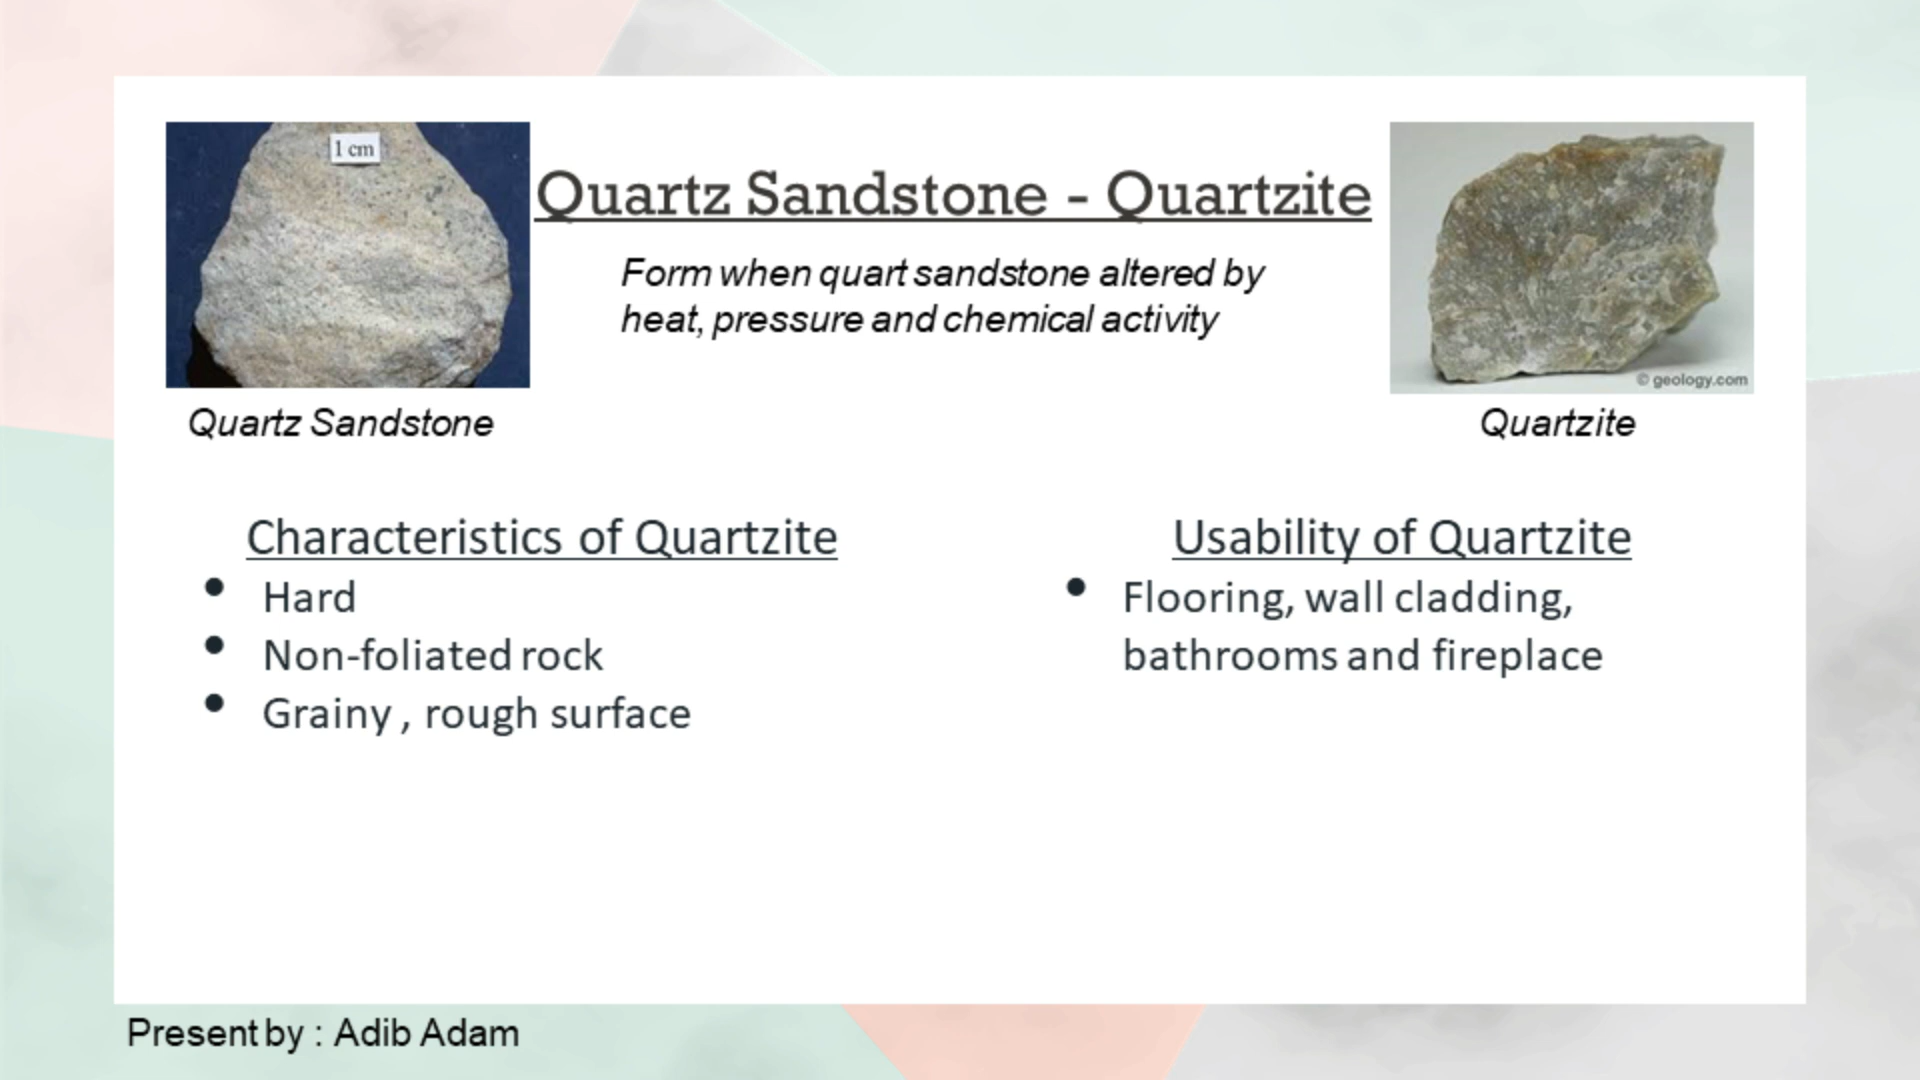 1 cm
Quartz Sandstone - Quartzite
Form when quart sandstone altered by
heat, pressure and chemical activity
© geology.com
Quartz Sandstone
Quartzite
Characteristics of Quartzite
• Hard
• Non-foliated rock
• Grainy , rough surface
Usability of Quartzite
• Flooring, wall cladding,
bathrooms and fireplace
Present by : Adib Adam